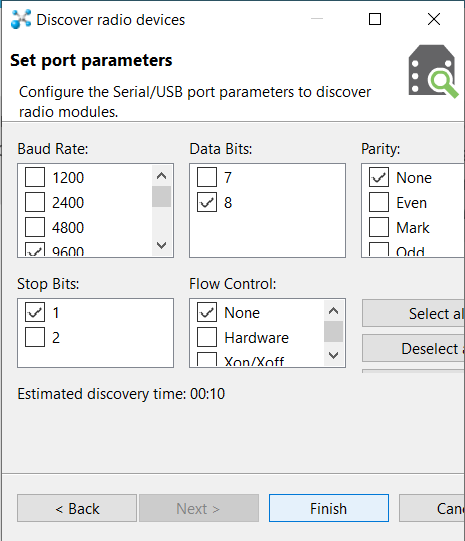 Discover radio devices
Set port parameters
Configure the Serial/USB port parameters to discover
radio modules.
Baud Rate:
1200
2400
4800
9600
Data Bits:
7
8
Parity:
None
Even
Mark
Odd
Stop Bits:
1
2
Flow Control:
None
Hardware
Xon/Xoff
Select al
Deselect a
Estimated discovery time: 00:10
< Back
Next >
Finish
Canc